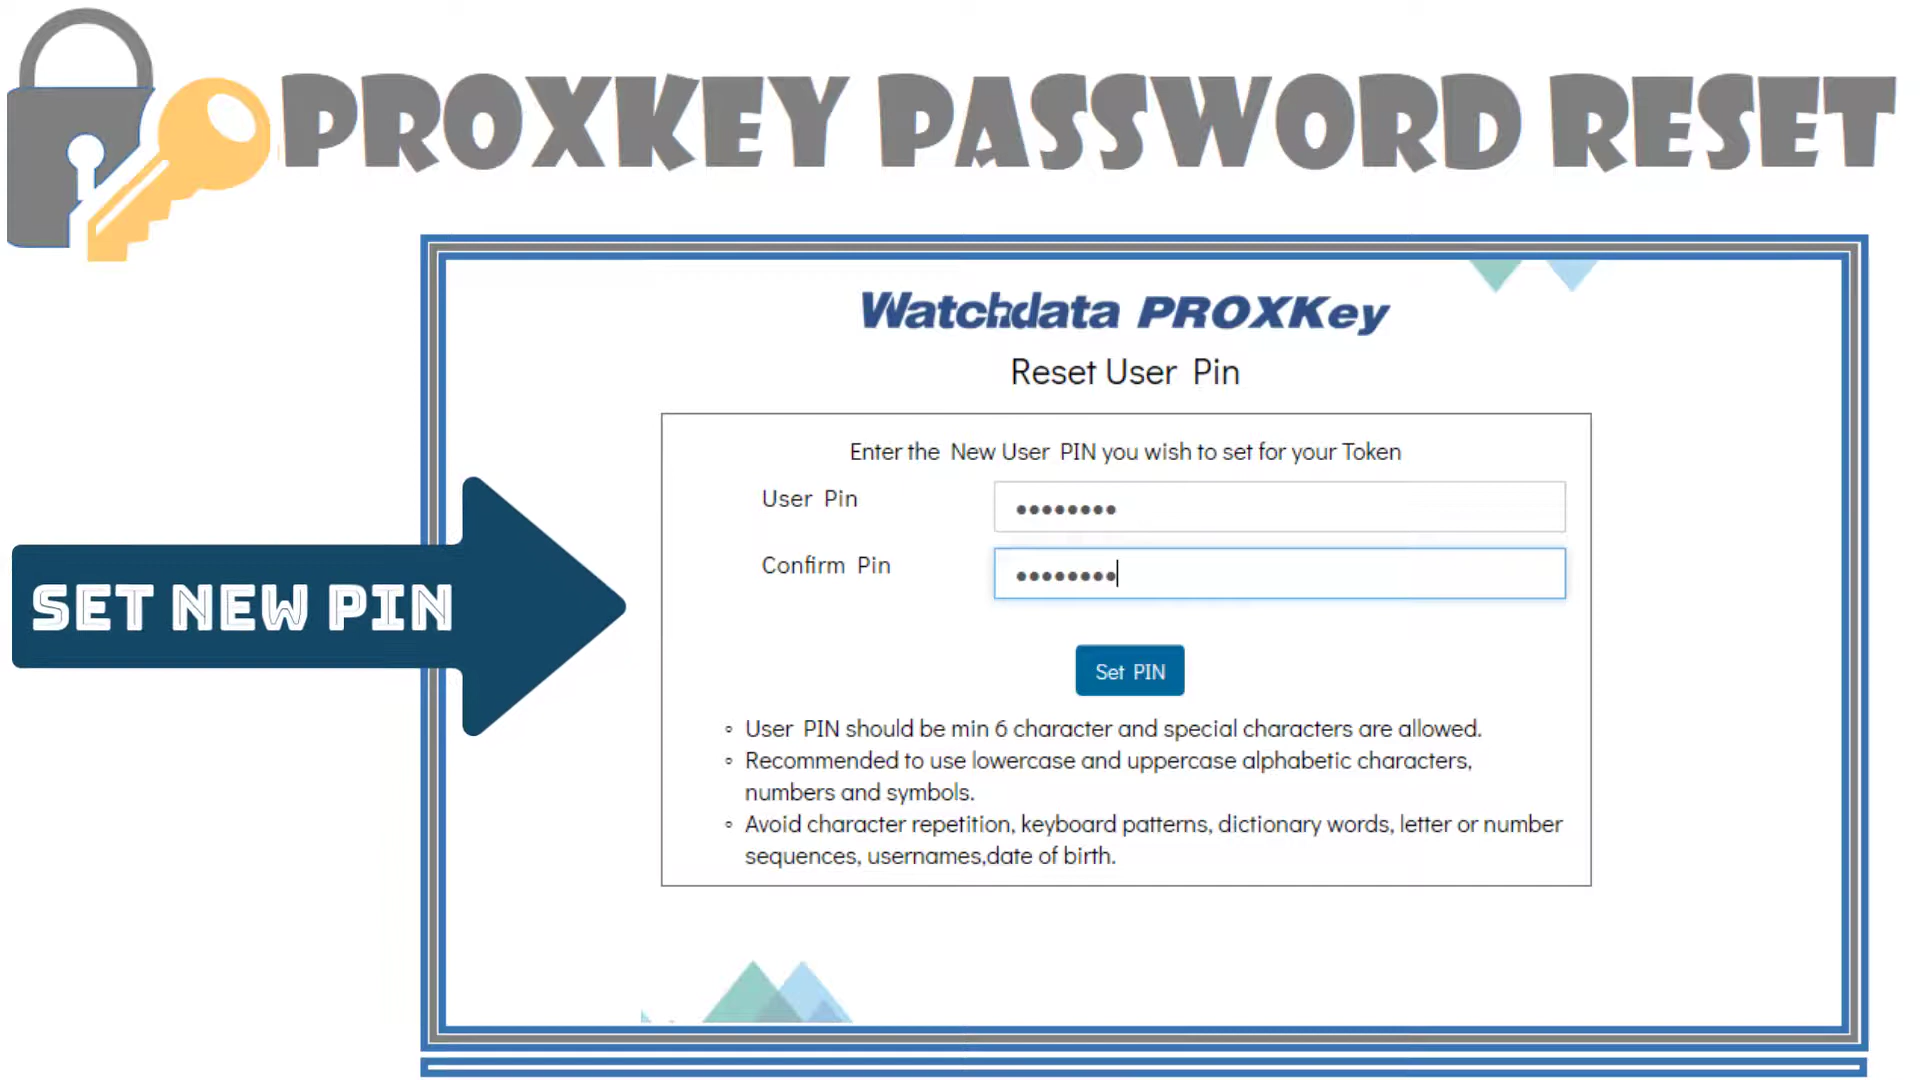 PROXKEY PASSWORD RESET
Watchdata PROXKey
Reset User Pin
Enter the New User PIN you wish to set for your Token
User Pin
••••••••
Confirm Pin
••••••••
SET NEW PIN
Set PIN
◦ User PIN should be min 6 character and special characters are allowed.
◦ Recommended to use lowercase and uppercase alphabetic characters,
numbers and symbols.
◦ Avoid character repetition, keyboard patterns, dictionary words, letter or number
sequences, usernames,date of birth.